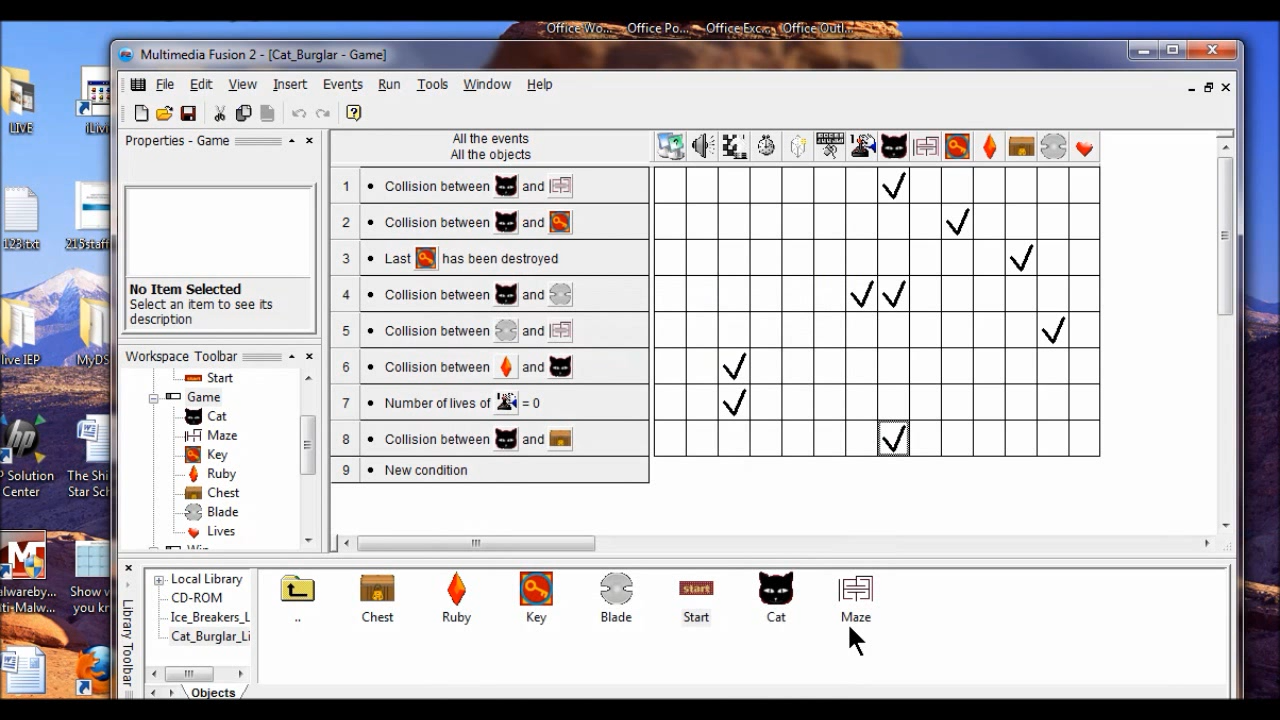 Office Wo... Office Po... Office Exc... Office Outl...
Multimedia Fusion 2 - [Cat_Burglar - Game]
File Edit View Insert Events Run Tools Window Help
LIVE
Properties - Game
All the events
All the objects
1 • Collision between and
2 • Collision between and
3 • Last has been destroyed
4 • Collision between and
5 • Collision between and
6 • Collision between and
7 • Number of lives of = 0
8 • Collision between and
9 • New condition
No Item Selected
Select an item to see its
description
Workspace Toolbar
Start
Game
Cat
Maze
Key
Ruby
Chest
Blade
Lives
123.txt
215staff
live IEP
MyDS
P Solution
Center
The Shi
Star Sch
alwareby...
ti-Malw...
Show w
you kn
Library Toolbar
Local Library
CD-ROM
Ice_Breakers_L
Cat_Burglar_Li
Objects
.. Chest Ruby Key Blade Start Cat Maze
start